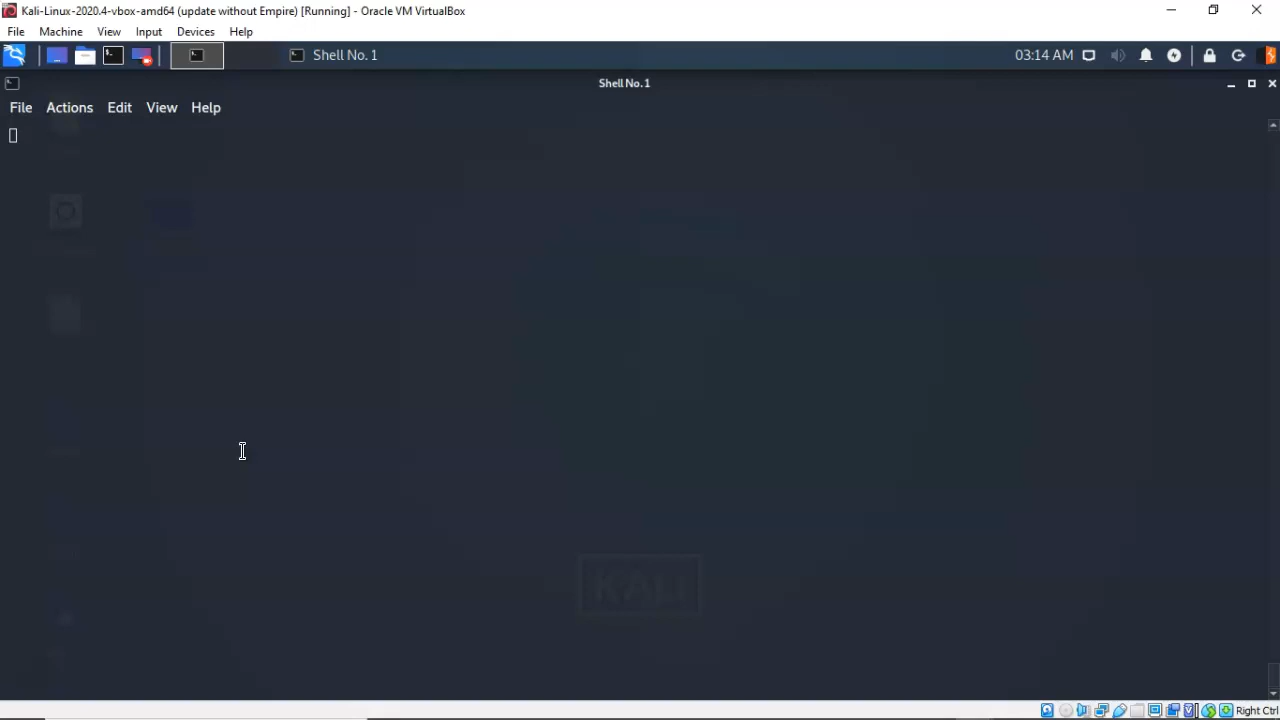 Kali-Linux-2020.4-vbox-amd64 (update without Empire) [Running] - Oracle VM VirtualBox
File Machine View Input Devices Help
Shell No. 1 03:14 AM
Shell No. 1
File Actions Edit View Help
KALI
Right Ctrl